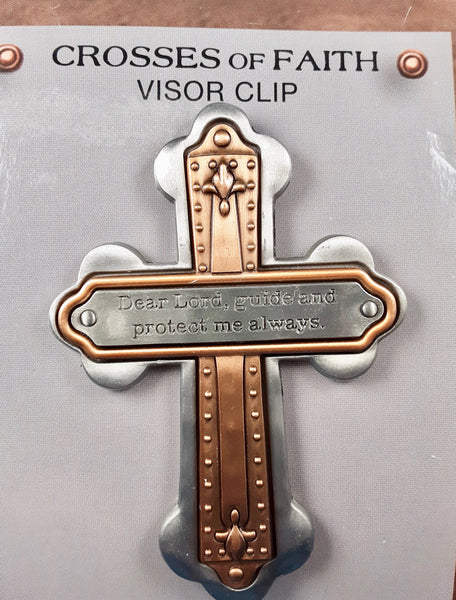 CROSSES OF FAITH
VISOR CLIP
Dear Lord, guide and
protect me always.